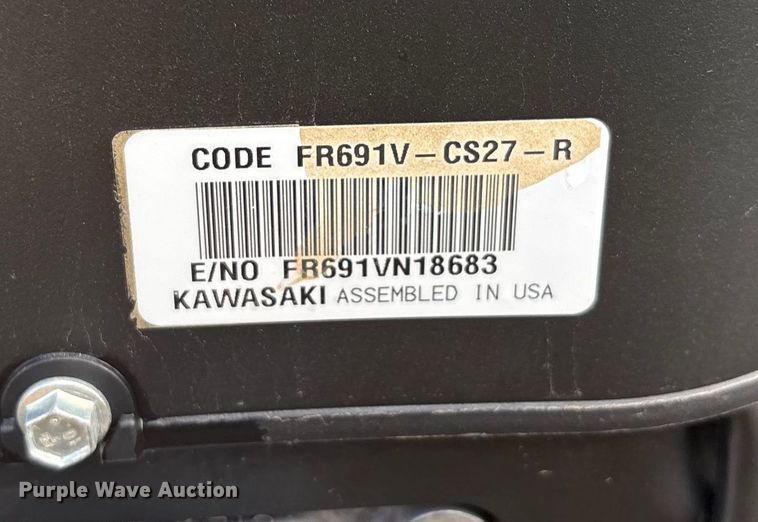 CODE FR691V-CS27-R
E/NO FR691VN18683
KAWASAKI ASSEMBLED IN USA
Purple Wave Auction